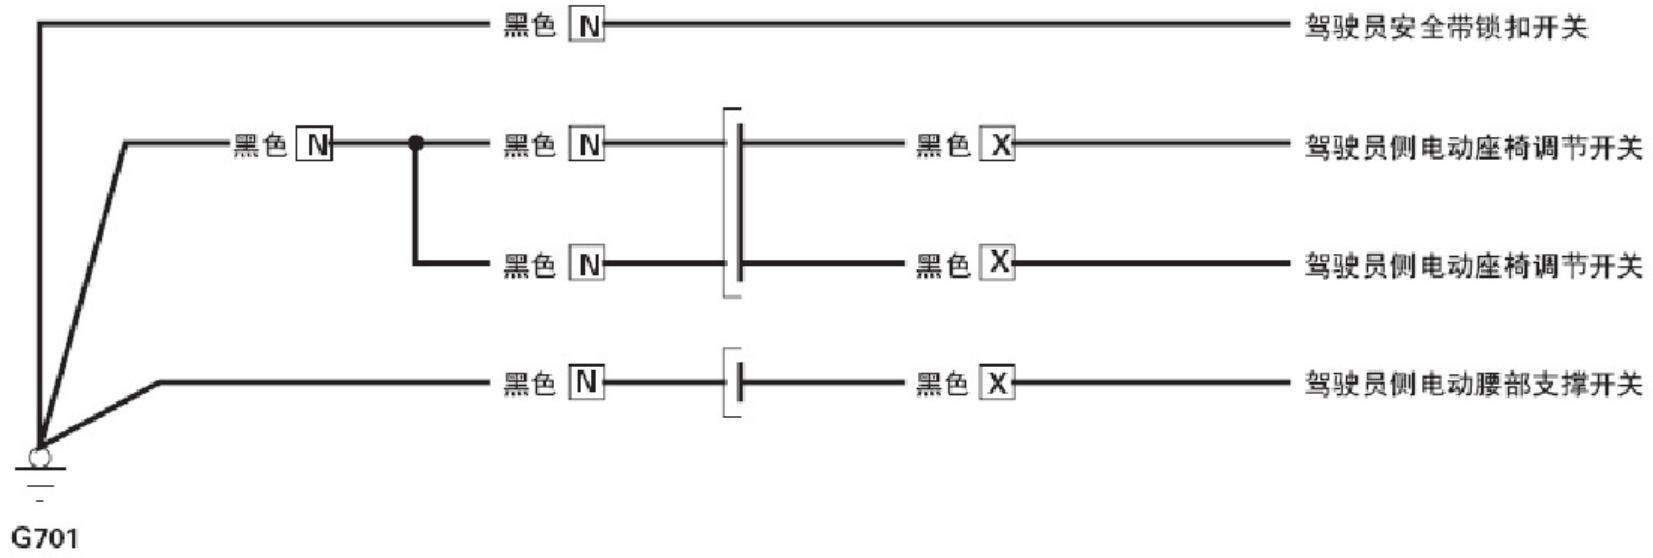 黑色 N 驾驶员安全带锁扣开关
黑色 N 黑色 N 黑色 X 驾驶员侧电动座椅调节开关
黑色 N 黑色 X 驾驶员侧电动座椅调节开关
黑色 N 黑色 X 驾驶员侧电动腰部支撑开关
G701